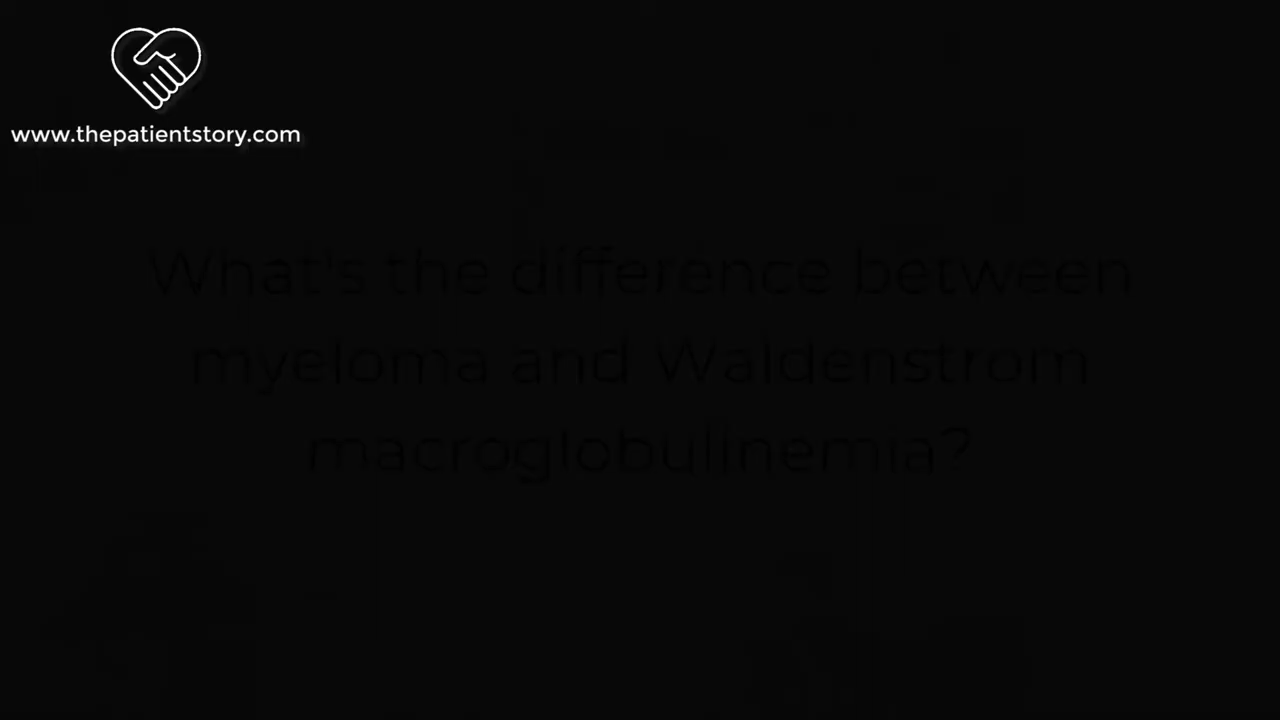 www.thepatientstory.com
What's the difference between
myeloma and Waldenstrom
macroglobulinemia?